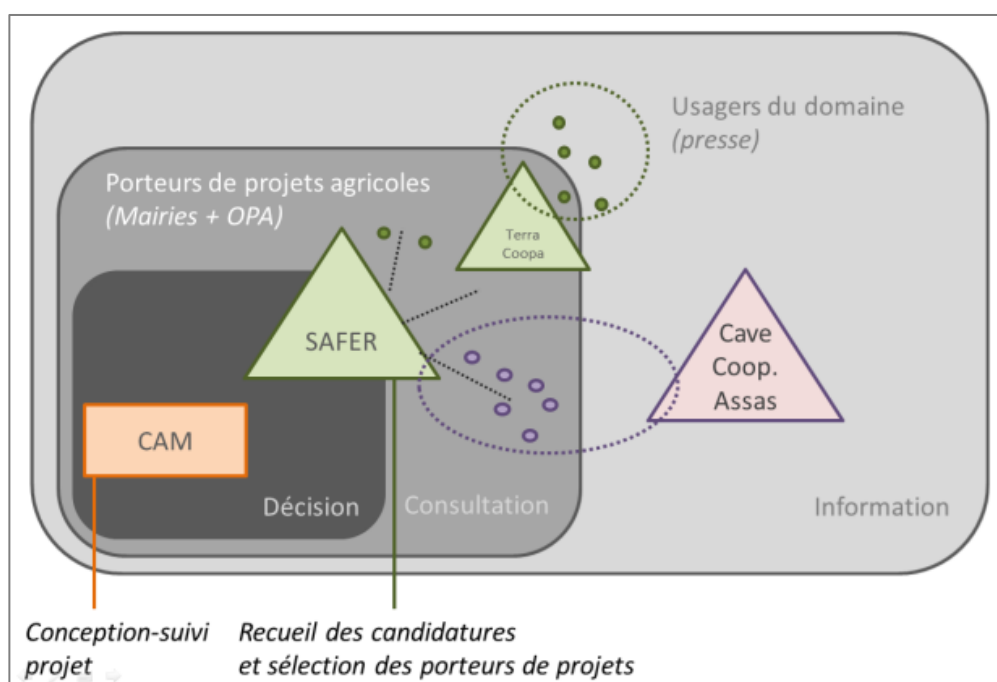 Usagers du domaine
(presse)
Porteurs de projets agricoles
(Mairies + OPA)
Terra
Coopa
SAFER
Cave
Coop.
Assas
CAM
Décision
Consultation
Information
Conception-suivi
projet
Recueil des candidatures
et sélection des porteurs de projets